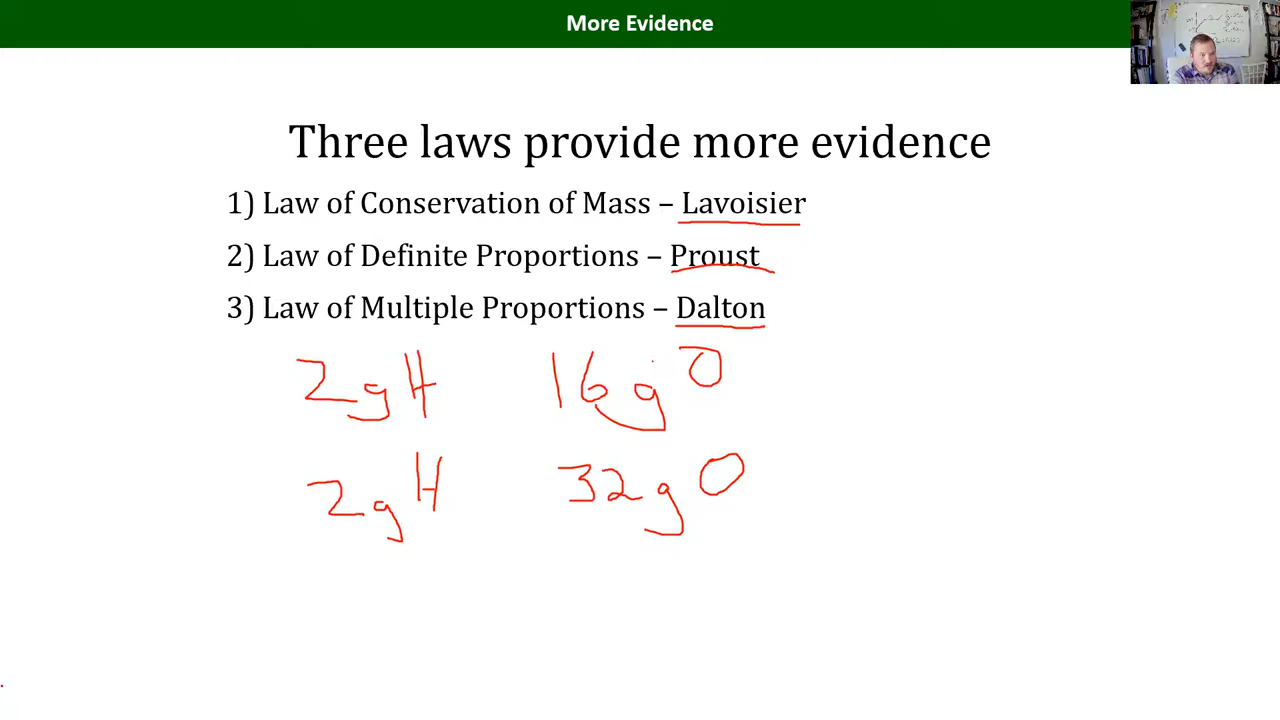 More Evidence
Three laws provide more evidence
1) Law of Conservation of Mass – Lavoisier
2) Law of Definite Proportions – Proust
3) Law of Multiple Proportions – Dalton
2g H 16g O
2g H 32g O